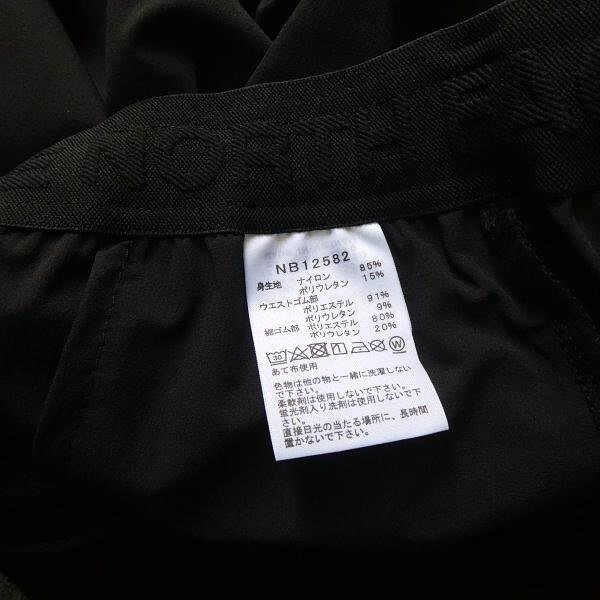 NORTH FA
NB12582
身生地 ナイロン 85%
ポリウレタン 15%
ウエストゴム部 ポリエステル 91%
ポリウレタン 9%
裾ゴム部 ポリエステル 80%
ポリウレタン 20%
30 W
あて布使用
色物は他の物と一緒に洗濯しない
で下さい。
柔軟剤は使用しないで下さい。
蛍光剤入り洗剤は使用しないで下
さい。
直接日光の当たる場所に、長時間
置かないで下さい。